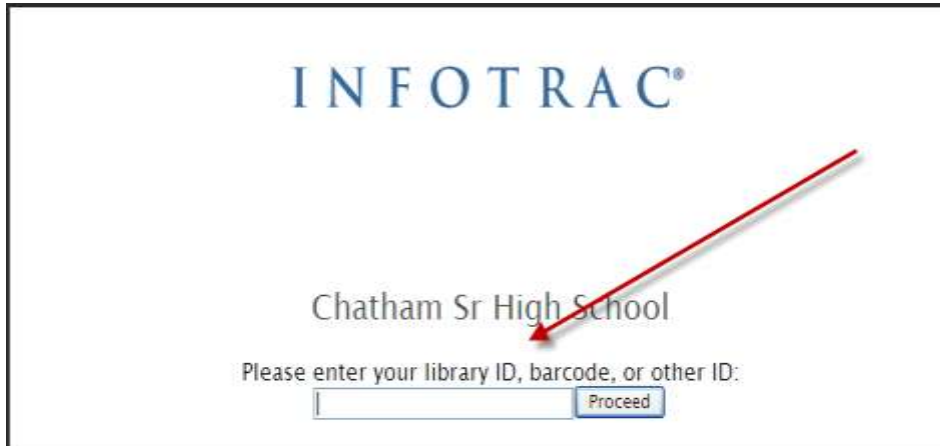 INFOTRAC®
Chatham Sr High School
Please enter your library ID, barcode, or other ID:
Proceed